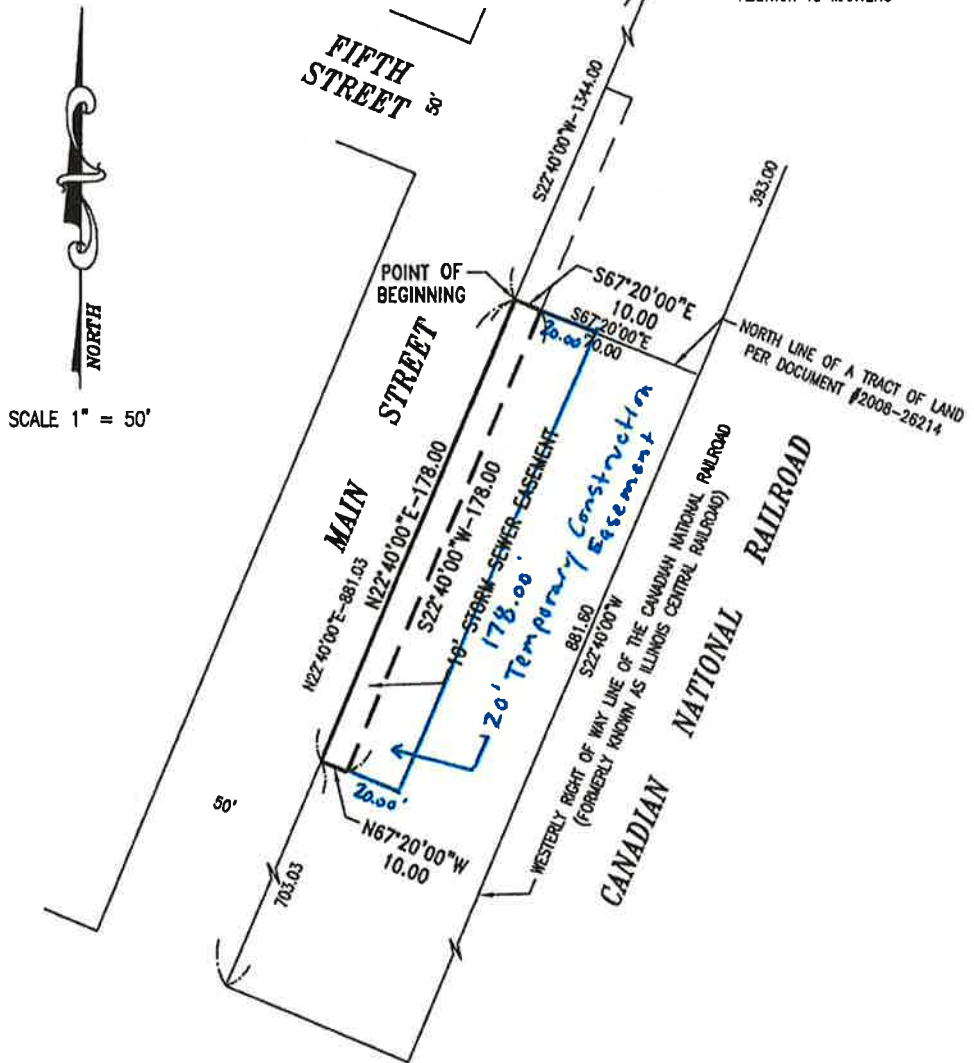 FIFTH
STREET
50'
S22°40'00"W-1344.00
393.00
NORTH
SCALE 1" = 50'
POINT OF
BEGINNING
S67°20'00"E
10.00
S67°20'00"E
70.00
20.00'
NORTH LINE OF A TRACT OF LAND
PER DOCUMENT #2008-26214
MAIN STREET
N22°40'00"E-881.03
N22°40'00"E-178.00
S22°40'00"W-178.00
10' STORM SEWER EASEMENT
178.00'
20' Temporary Construction
Easement
881.60
S22°40'00"W
WESTERLY RIGHT OF WAY LINE OF THE CANADIAN NATIONAL RAILROAD
(FORMERLY KNOWN AS ILLINOIS CENTRAL RAILROAD)
CANADIAN NATIONAL RAILROAD
20.00'
N67°20'00"W
10.00
50'
703.03